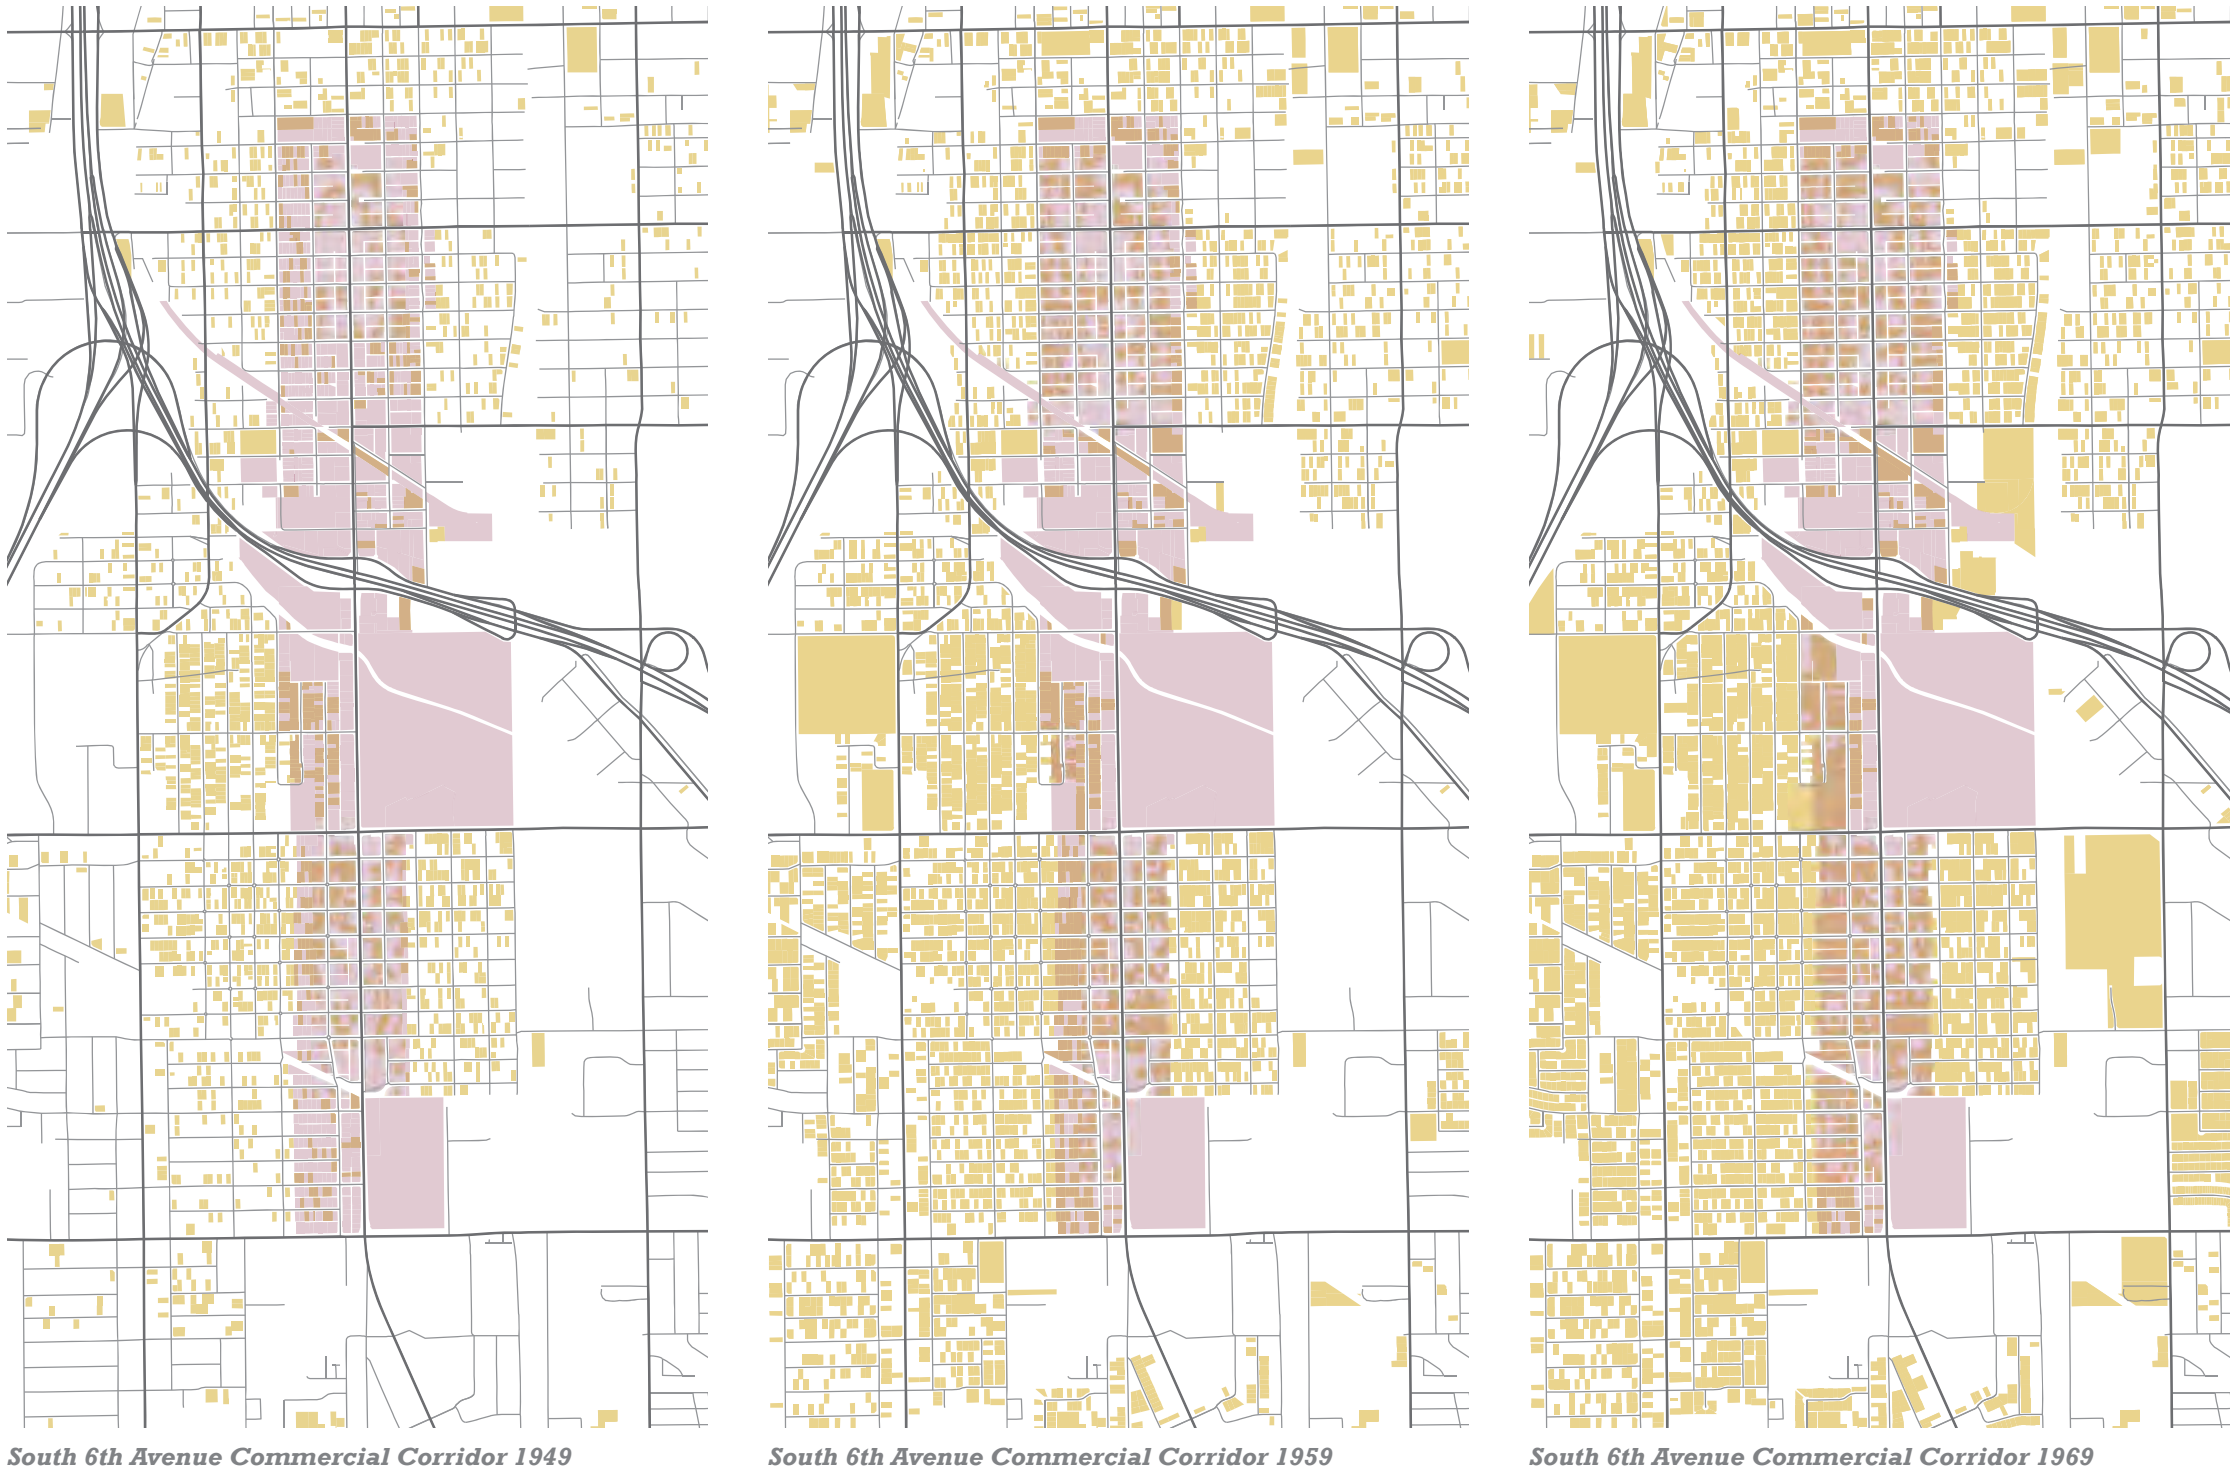 South 6th Avenue Commercial Corridor 1949
South 6th Avenue Commercial Corridor 1959
South 6th Avenue Commercial Corridor 1969